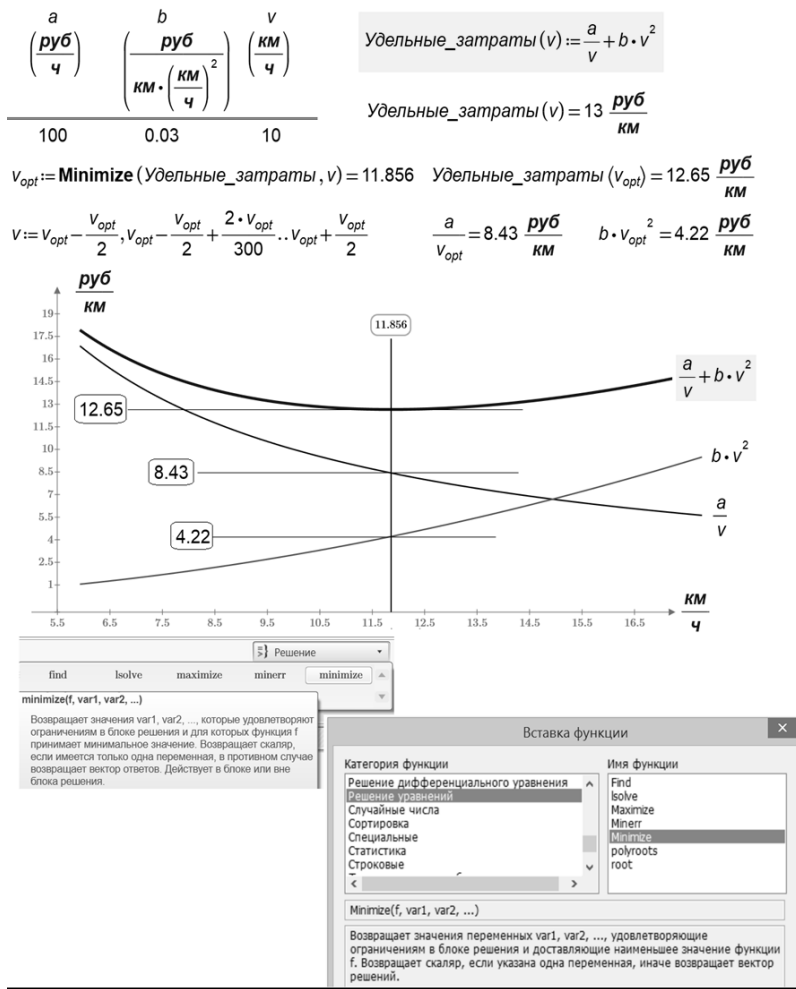 a b v
(руб/ч) (руб/(км·(км/ч)²)) (км/ч)
100 0.03 10
Удельные_затраты(v):=a/v+b·v²
Удельные_затраты(v)=13 руб/км
v_opt:=Minimize(Удельные_затраты,v)=11.856 Удельные_затраты(v_opt)=12.65 руб/км
v:=v_opt-v_opt/2,v_opt-v_opt/2+2·v_opt/300..v_opt+v_opt/2 a/v_opt=8.43 руб/км b·v_opt²=4.22 руб/км
руб/км
19
17.5
16
14.5
13
11.5
10
8.5
7
5.5
4
2.5
1
11.856
12.65
8.43
4.22
a/v+b·v²
b·v²
a/v
5.5 6.5 7.5 8.5 9.5 10.5 11.5 12.5 13.5 14.5 15.5 16.5
км/ч
Решение
find lsolve maximize minerr minimize
minimize(f, var1, var2, ...)
Возвращает значения var1, var2, ..., которые удовлетворяют
ограничениям в блоке решения и для которых функция f
принимает минимальное значение. Возвращает скаляр,
если имеется только одна переменная, в противном случае
возвращает вектор ответов. Действует в блоке или вне
блока решения.
Вставка функции
×
Категория функции
Решение дифференциального уравнения
Решение уравнений
Случайные числа
Сортировка
Специальные
Статистика
Строковые
Имя функции
Find
lsolve
Maximize
Minerr
Minimize
polyroots
root
Minimize(f, var1, var2, ...)
Возвращает значения переменных var1, var2, ..., удовлетворяющие
ограничениям в блоке решения и доставляющие наименьшее значение функции
f. Возвращает скаляр, если указана одна переменная, иначе возвращает вектор
решений.